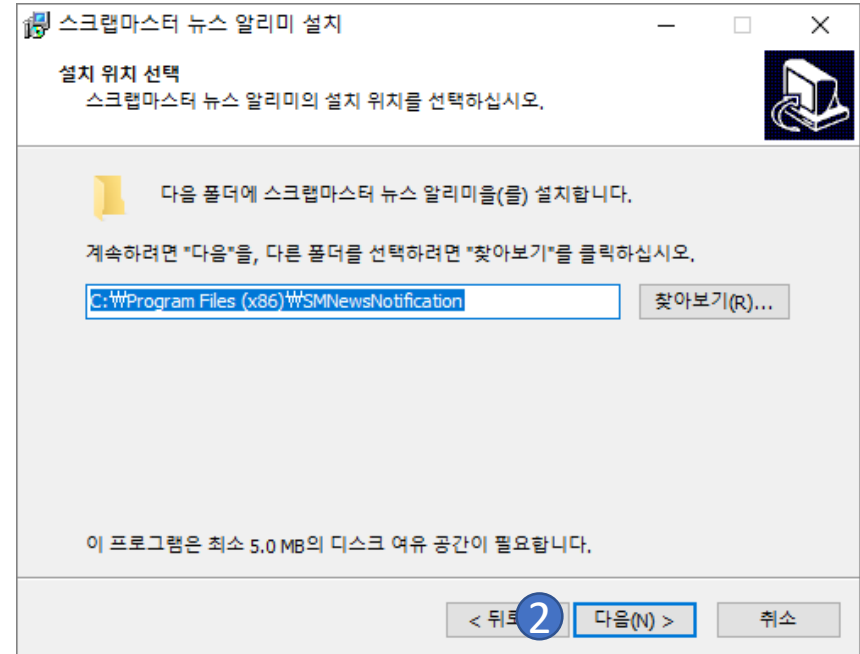 스크랩마스터 뉴스 알리미 설치
설치 위치 선택
스크랩마스터 뉴스 알리미의 설치 위치를 선택하십시오.
다음 폴더에 스크랩마스터 뉴스 알리미을(를) 설치합니다.
계속하려면 "다음"을, 다른 폴더를 선택하려면 "찾아보기"를 클릭하십시오.
C:₩Program Files (x86)₩SMNewsNotification 찾아보기(R)...
이 프로그램은 최소 5.0 MB의 디스크 여유 공간이 필요합니다.
< 2 다음(N) > 취소